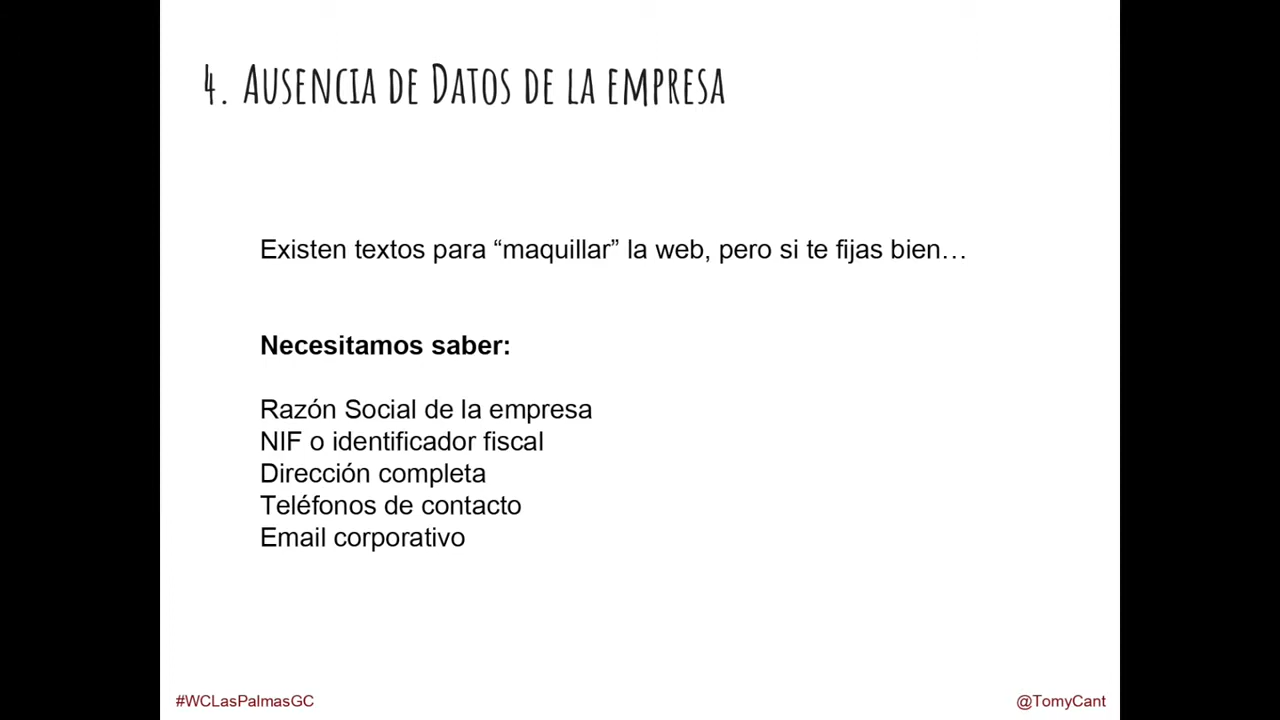 4. Ausencia de Datos de la empresa
Existen textos para “maquillar” la web, pero si te fijas bien…
Necesitamos saber:
Razón Social de la empresa
NIF o identificador fiscal
Dirección completa
Teléfonos de contacto
Email corporativo
#WCLasPalmasGC
@TomyCant